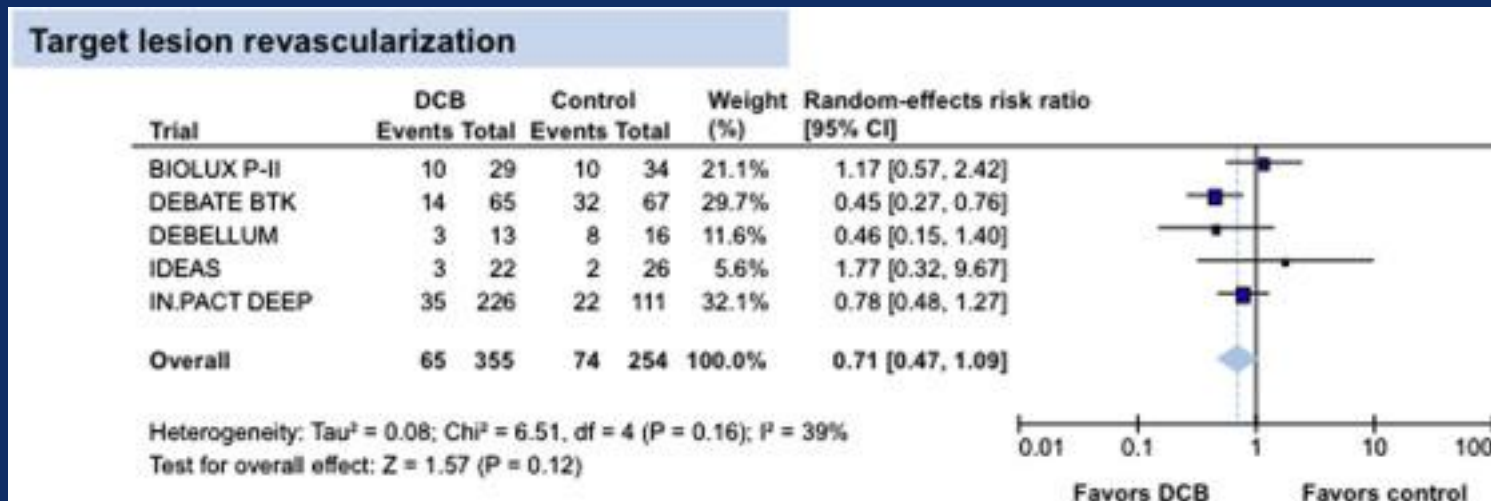 Target lesion revascularization
DCB Control Weight Random-effects risk ratio
Trial Events Total Events Total (%) [95% CI]
BIOLUX P-II 10 29 10 34 21.1% 1.17 [0.57, 2.42]
DEBATE BTK 14 65 32 67 29.7% 0.45 [0.27, 0.76]
DEBELLUM 3 13 8 16 11.6% 0.46 [0.15, 1.40]
IDEAS 3 22 2 26 5.6% 1.77 [0.32, 9.67]
IN.PACT DEEP 35 226 22 111 32.1% 0.78 [0.48, 1.27]
Overall 65 355 74 254 100.0% 0.71 [0.47, 1.09]
Heterogeneity: Tau² = 0.08; Chi² = 6.51, df = 4 (P = 0.16); I² = 39%
Test for overall effect: Z = 1.57 (P = 0.12)
0.01 0.1 1 10 100
Favors DCB Favors control